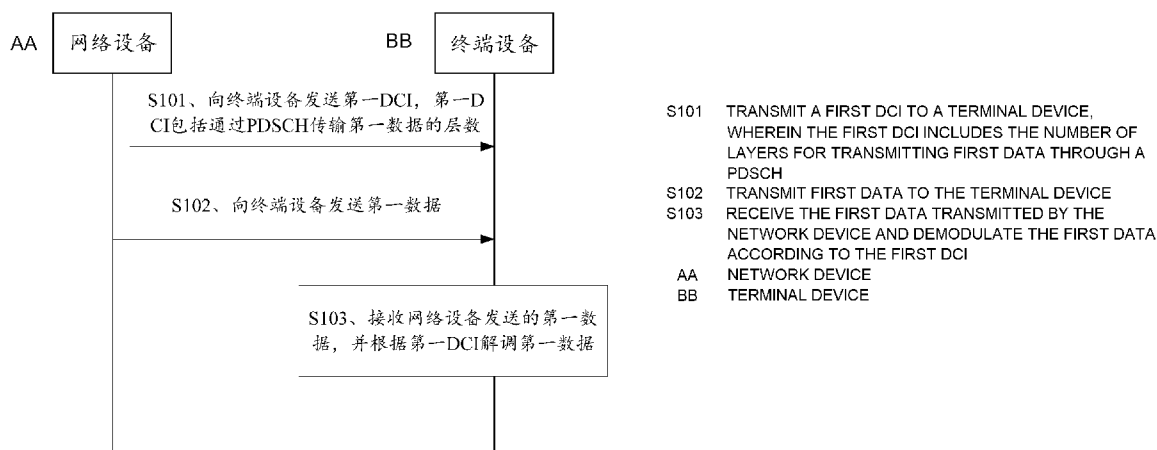 AA
网络设备
BB
终端设备
S101、向终端设备发送第一DCI，第一D
CI包括通过PDSCH传输第一数据的层数
S102、向终端设备发送第一数据
S103、接收网络设备发送的第一数
据，并根据第一DCI解调第一数据
S101 TRANSMIT A FIRST DCI TO A TERMINAL DEVICE,
WHEREIN THE FIRST DCI INCLUDES THE NUMBER OF
LAYERS FOR TRANSMITTING FIRST DATA THROUGH A
PDSCH
S102 TRANSMIT FIRST DATA TO THE TERMINAL DEVICE
S103 RECEIVE THE FIRST DATA TRANSMITTED BY THE
NETWORK DEVICE AND DEMODULATE THE FIRST DATA
ACCORDING TO THE FIRST DCI
AA NETWORK DEVICE
BB TERMINAL DEVICE